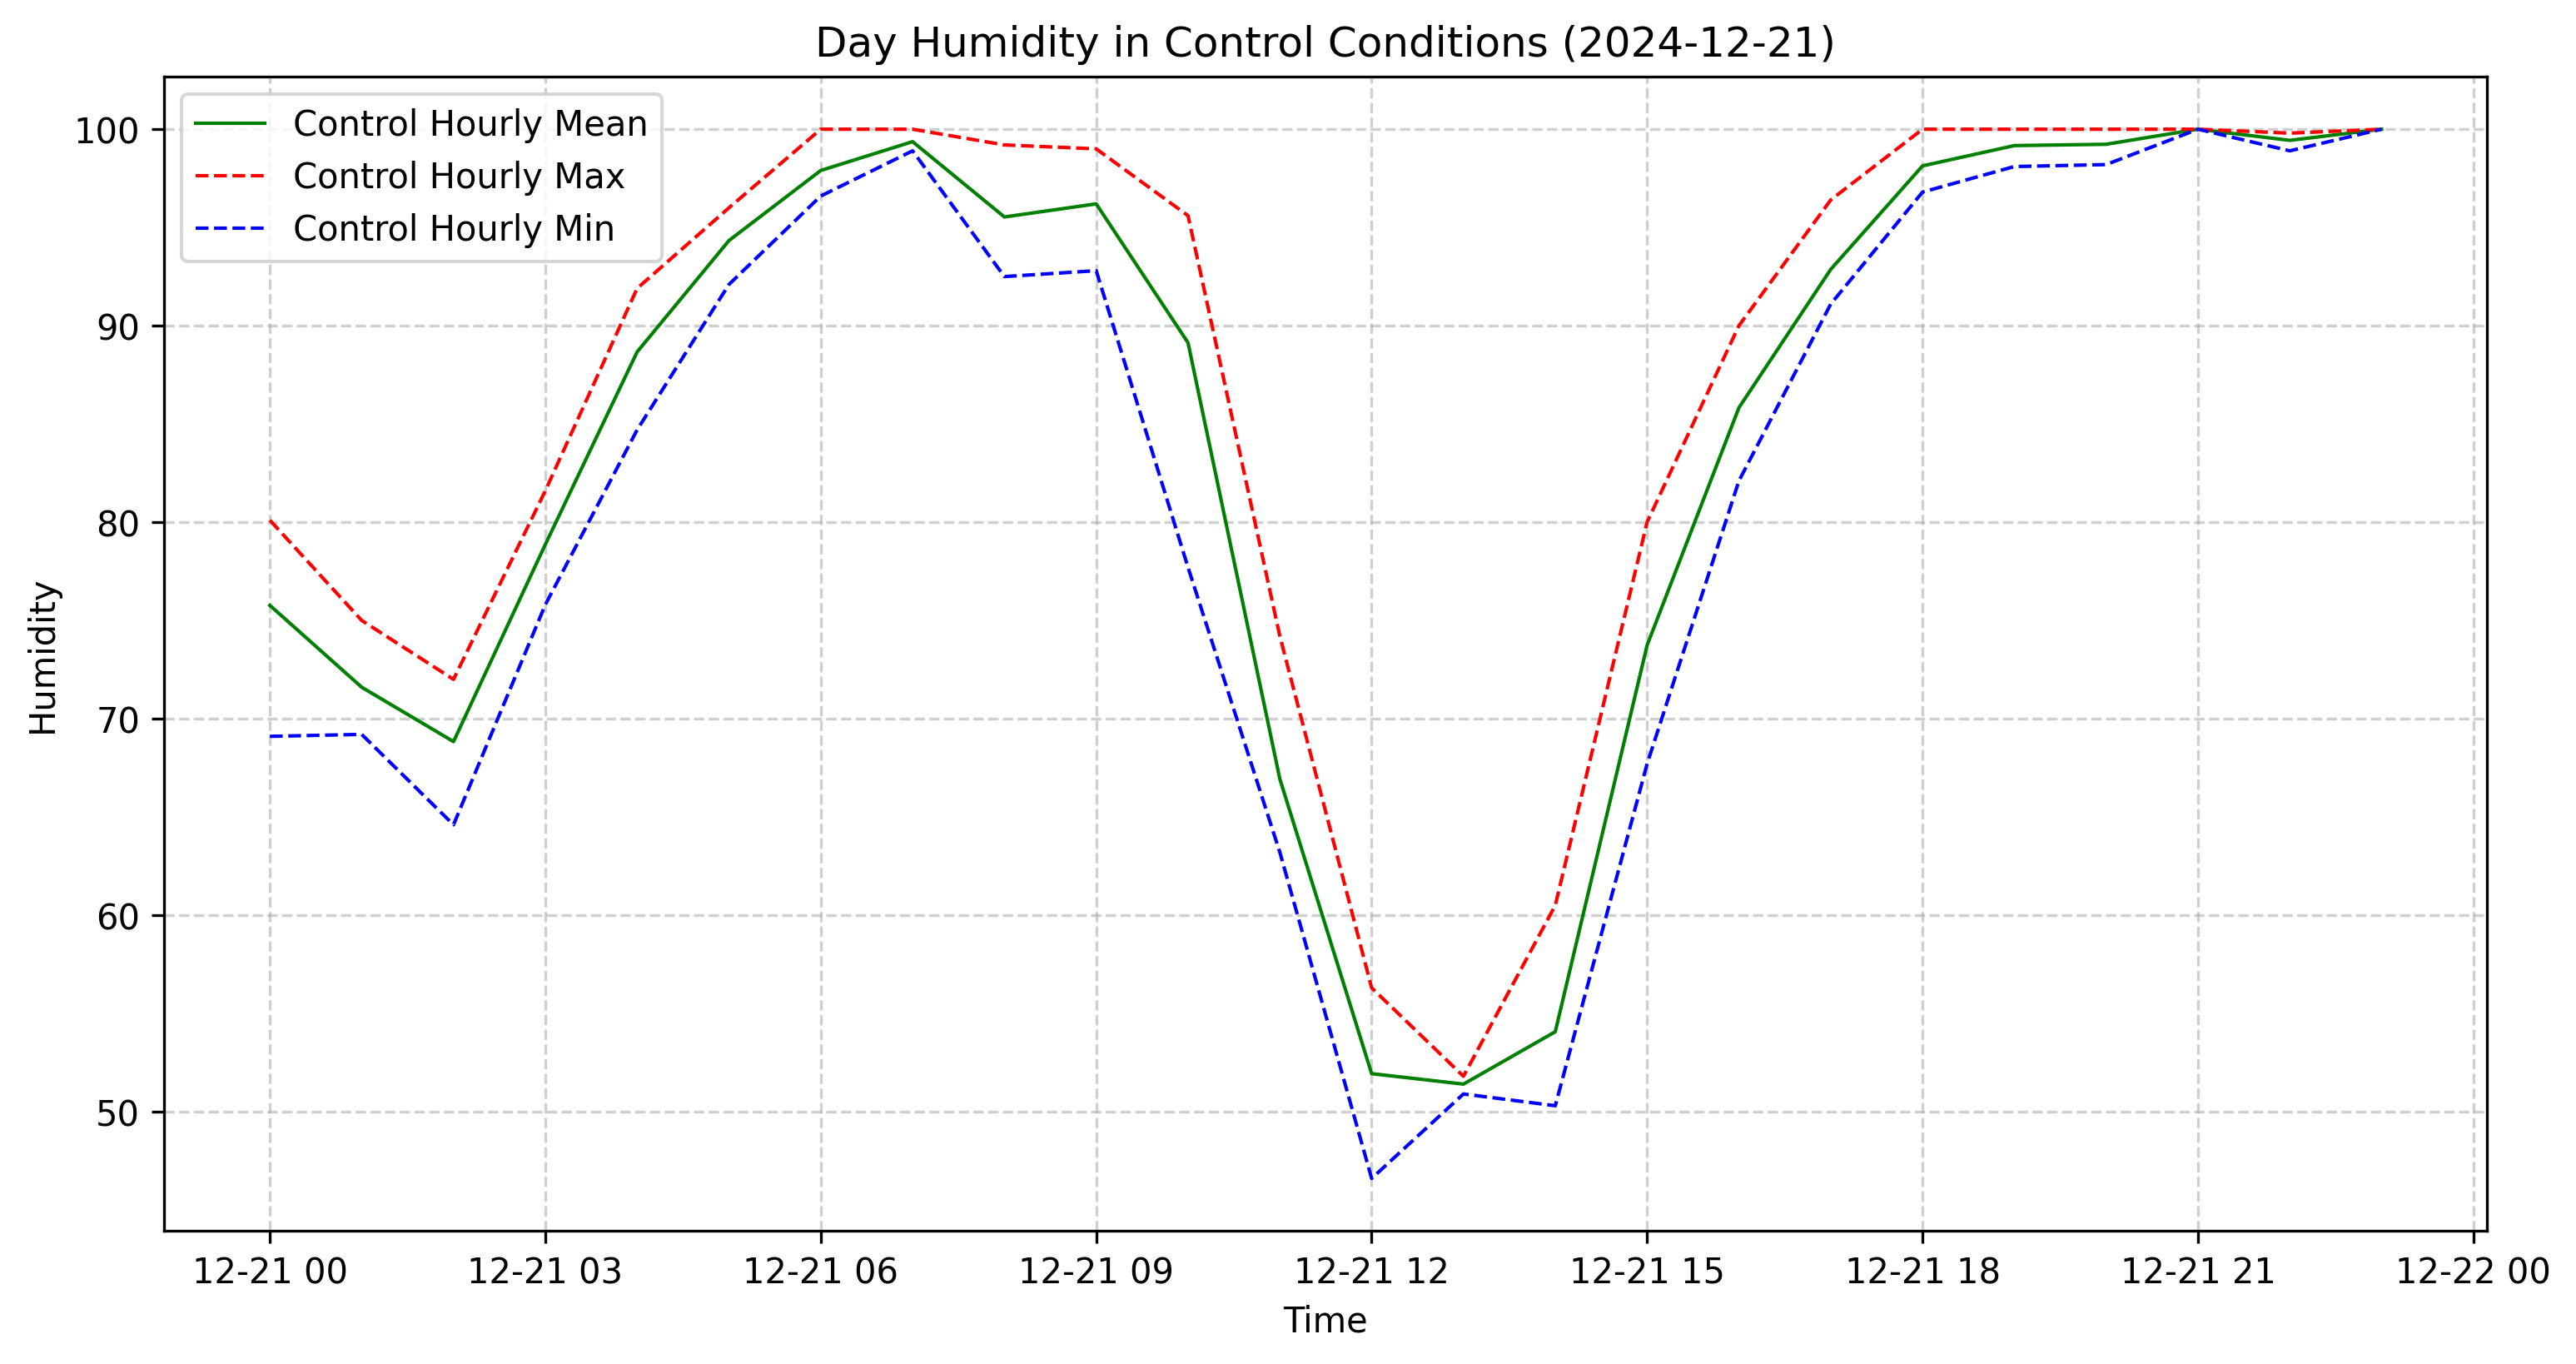 Day Humidity in Control Conditions (2024-12-21)
Control Hourly Mean
Control Hourly Max
Control Hourly Min
100
90
80
70
60
50
Humidity
12-21 00
12-21 03
12-21 06
12-21 09
12-21 12
12-21 15
12-21 18
12-21 21
12-22 00
Time